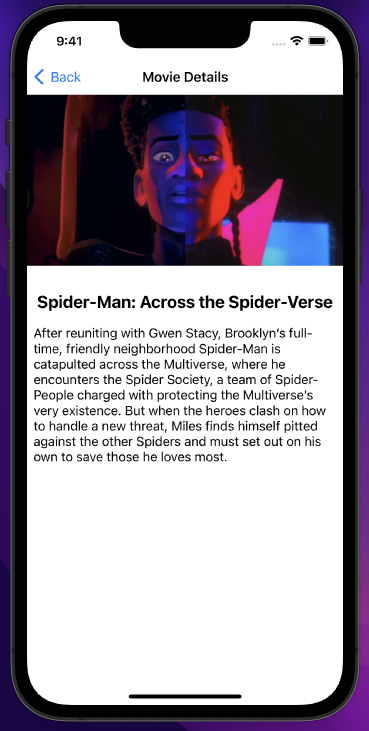 9:41
Back
Movie Details
Spider-Man: Across the Spider-Verse
After reuniting with Gwen Stacy, Brooklyn's full-
time, friendly neighborhood Spider-Man is
catapulted across the Multiverse, where he
encounters the Spider Society, a team of Spider-
People charged with protecting the Multiverse's
very existence. But when the heroes clash on how
to handle a new threat, Miles finds himself pitted
against the other Spiders and must set out on his
own to save those he loves most.